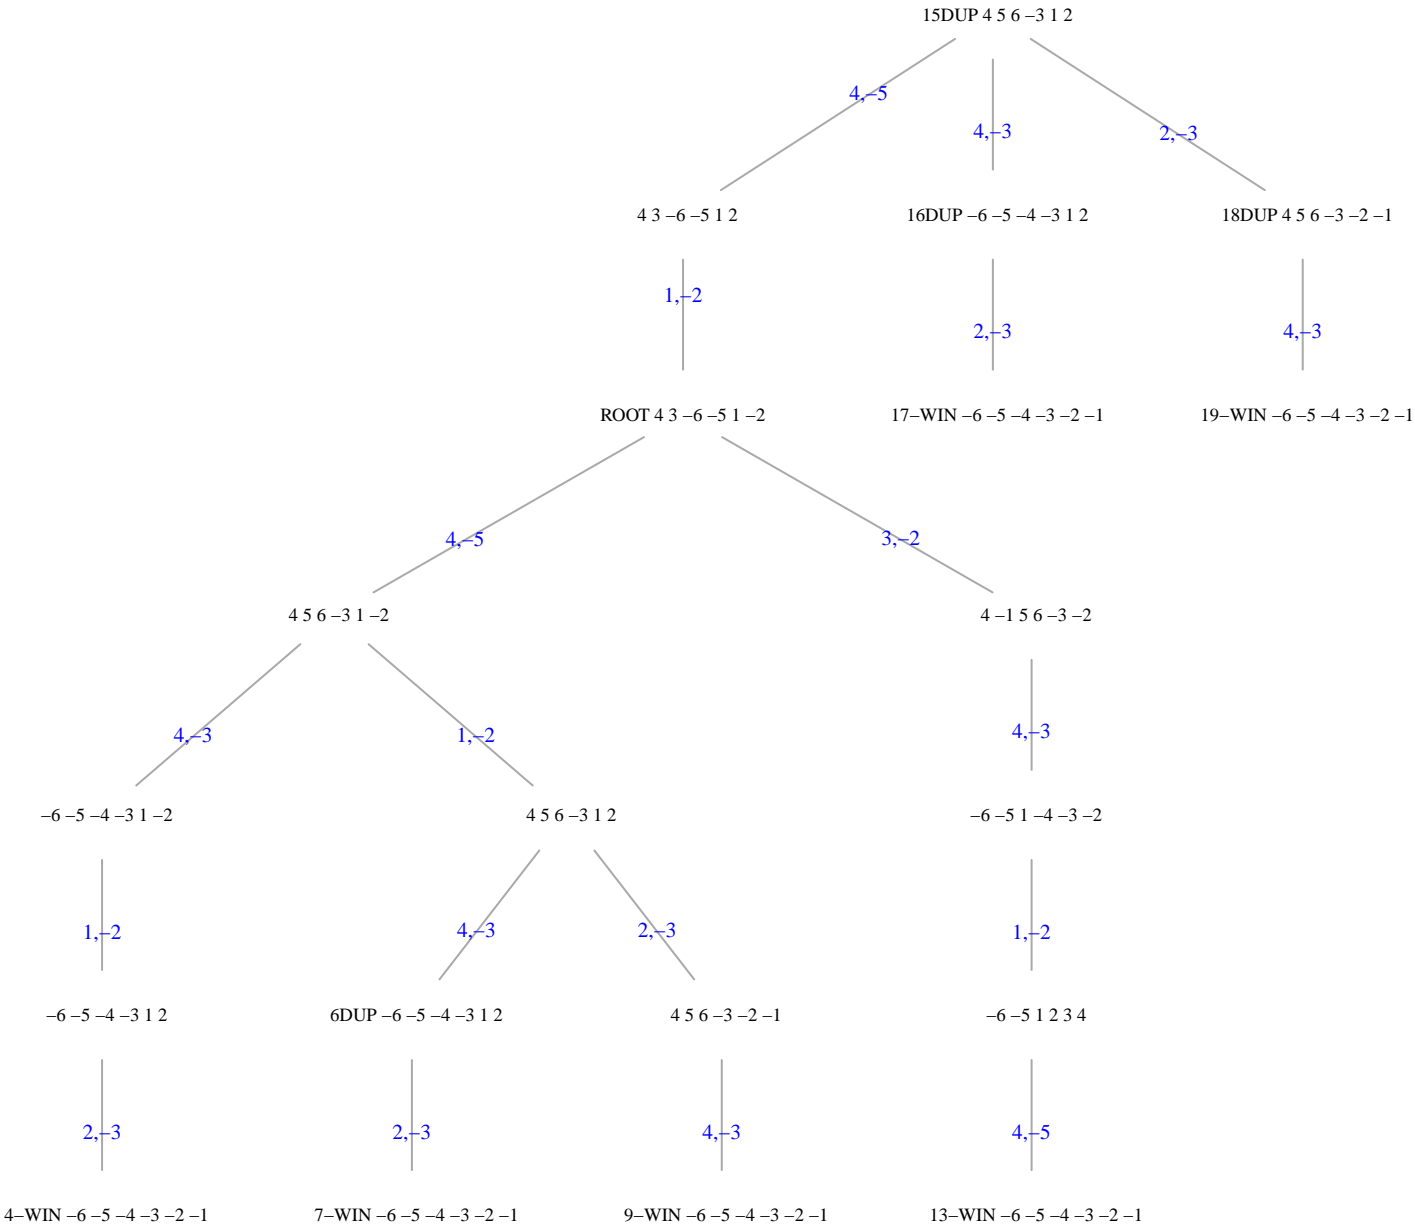 15DUP 4 5 6 –3 1 2
4,–5
4,–3
2,–3
4 3 –6 –5 1 2
16DUP –6 –5 –4 –3 1 2
18DUP 4 5 6 –3 –2 –1
1,–2
2,–3
4,–3
ROOT 4 3 –6 –5 1 –2
17–WIN –6 –5 –4 –3 –2 –1
19–WIN –6 –5 –4 –3 –2 –1
4,–5
3,–2
4 5 6 –3 1 –2
4 –1 5 6 –3 –2
4,–3
1,–2
4,–3
–6 –5 –4 –3 1 –2
4 5 6 –3 1 2
–6 –5 1 –4 –3 –2
1,–2
4,–3
2,–3
1,–2
–6 –5 –4 –3 1 2
6DUP –6 –5 –4 –3 1 2
4 5 6 –3 –2 –1
–6 –5 1 2 3 4
2,–3
2,–3
4,–3
4,–5
4–WIN –6 –5 –4 –3 –2 –1
7–WIN –6 –5 –4 –3 –2 –1
9–WIN –6 –5 –4 –3 –2 –1
13–WIN –6 –5 –4 –3 –2 –1